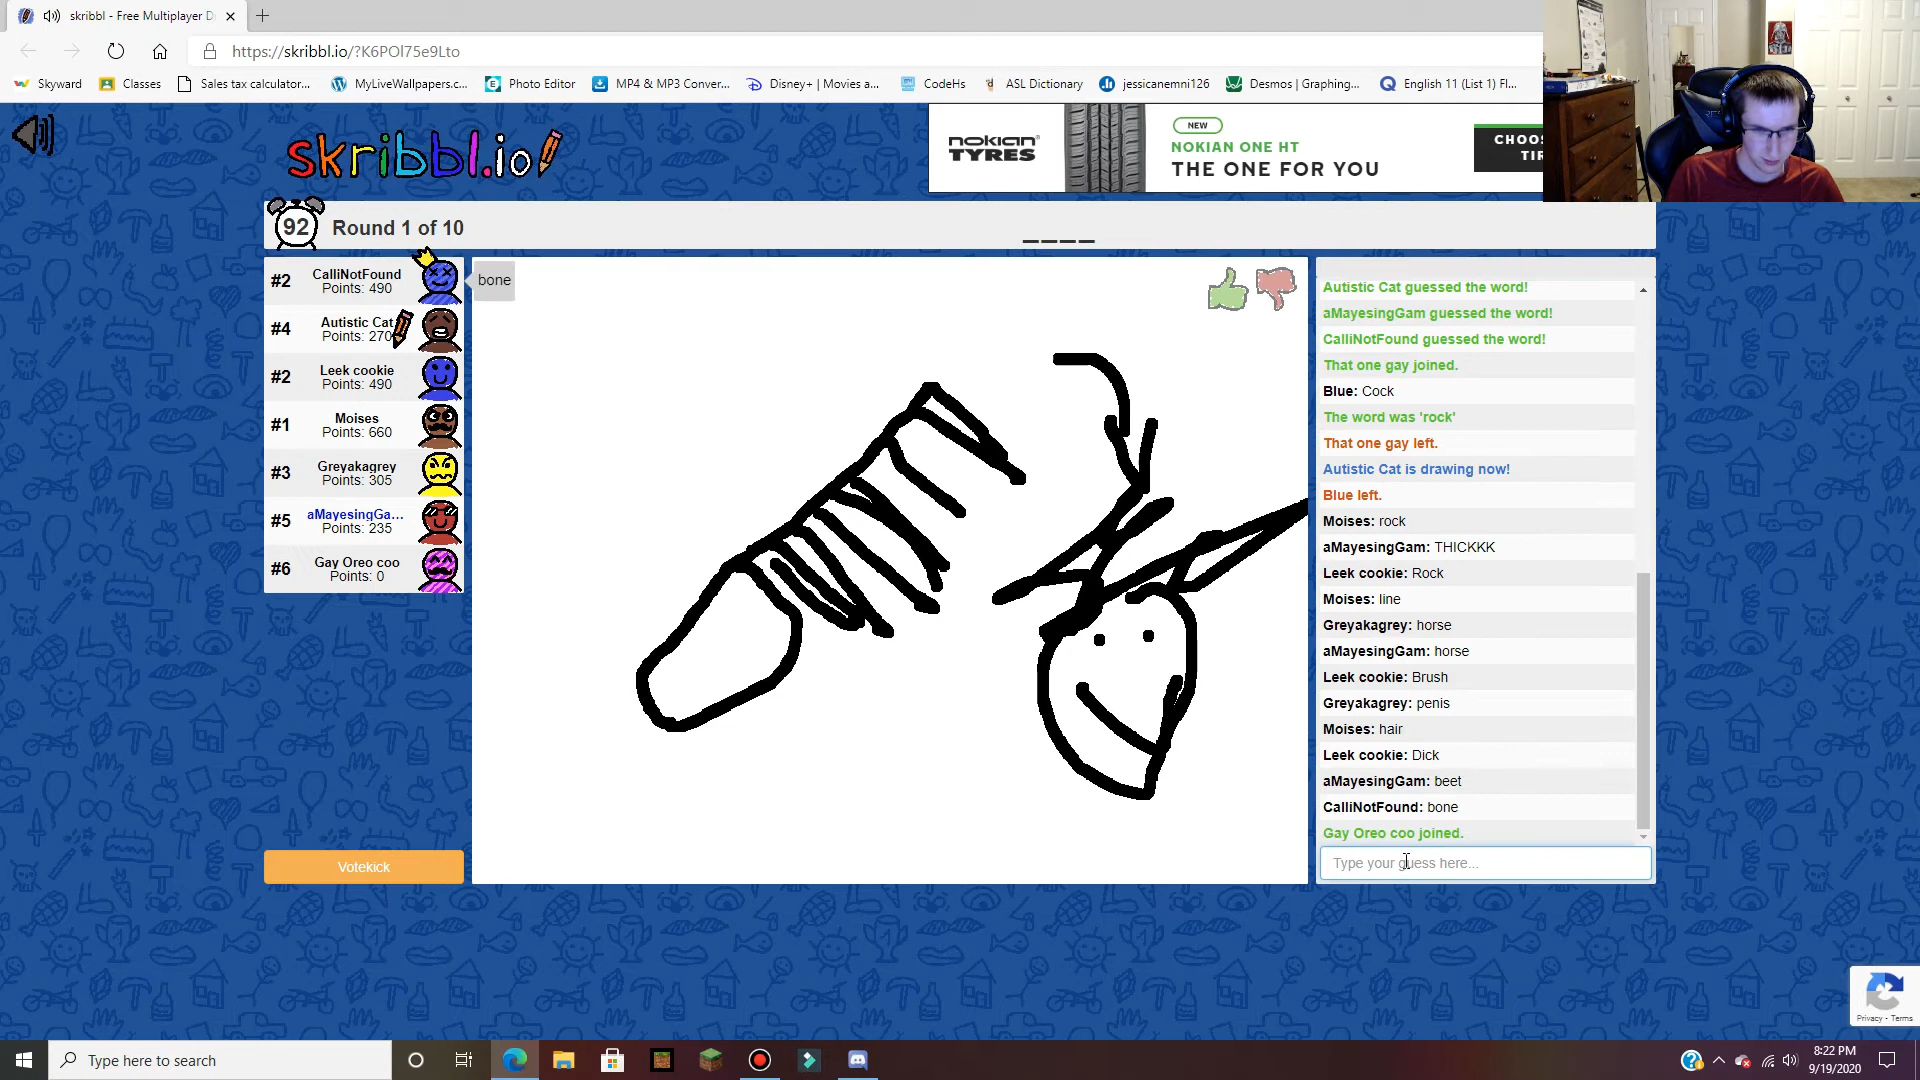 skribbl - Free Multiplayer D
https://skribbl.io/?K6POl75e9Lto
Skyward
Classes
Sales tax calculator...
MyLiveWallpapers.c...
Photo Editor
MP4 & MP3 Conver...
Disney+ | Movies a...
CodeHs
ASL Dictionary
jessicanemni126
Desmos | Graphing...
English 11 (List 1) Fl...
skribbl.io
nokian
TYRES
NEW
NOKIAN ONE HT
THE ONE FOR YOU
CHOOS
TIR
92
Round 1 of 10
____
#2
CalliNotFound
Points: 490
#4
Autistic Cat
Points: 270
#2
Leek cookie
Points: 490
#1
Moises
Points: 660
#3
Greyakagrey
Points: 305
#5
aMayesingGa...
Points: 235
#6
Gay Oreo coo
Points: 0
Votekick
bone
Autistic Cat guessed the word!
aMayesingGam guessed the word!
CalliNotFound guessed the word!
That one gay joined.
Blue: Cock
The word was 'rock'
That one gay left.
Autistic Cat is drawing now!
Blue left.
Moises: rock
aMayesingGam: THICKKK
Leek cookie: Rock
Moises: line
Greyakagrey: horse
aMayesingGam: horse
Leek cookie: Brush
Greyakagrey: penis
Moises: hair
Leek cookie: Dick
aMayesingGam: beet
CalliNotFound: bone
Gay Oreo coo joined.
Type your guess here...
Privacy - Terms
Type here to search
8:22 PM
9/19/2020